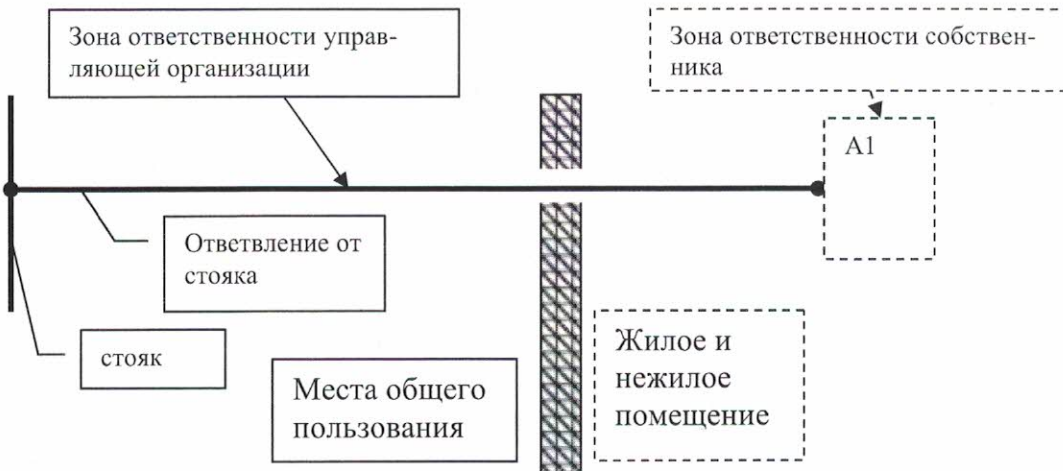 Зона ответственности управ-
ляющей организации
Зона ответственности собствен-
ника
А1
Ответвление от
стояка
стояк
Места общего
пользования
Жилое и
нежилое
помещение